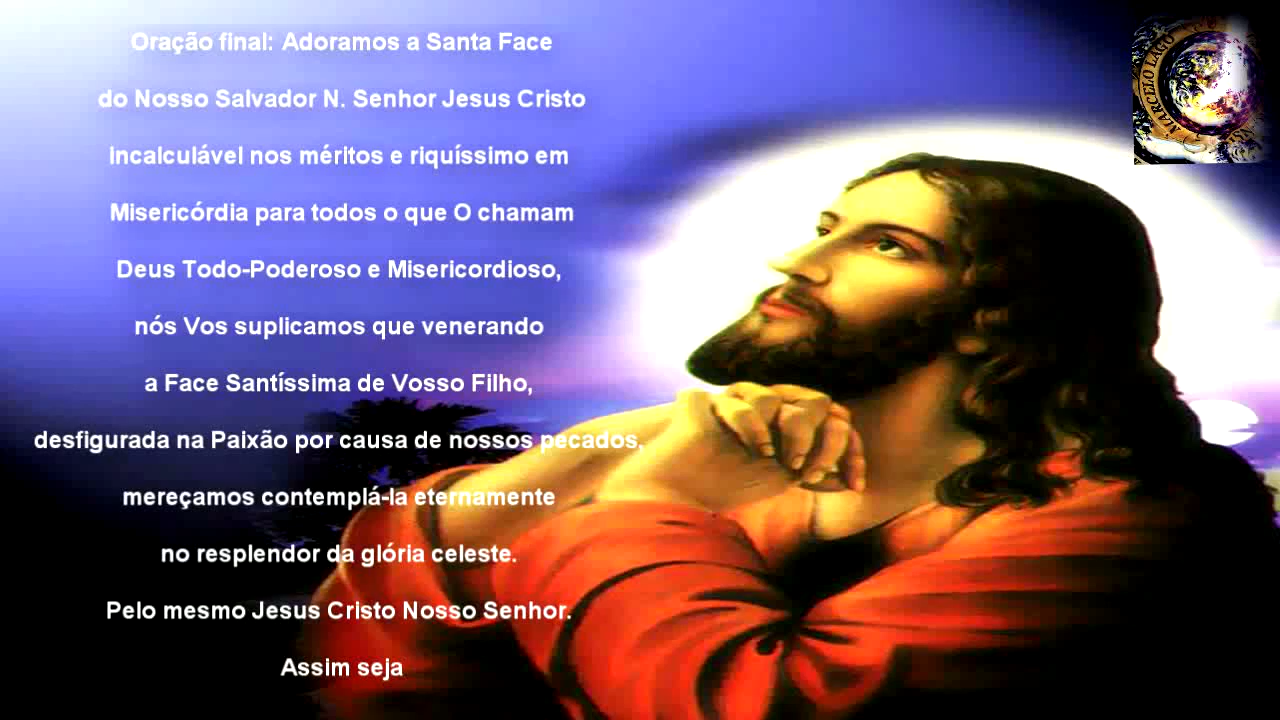 Oração final: Adoramos a Santa Face
do Nosso Salvador N. Senhor Jesus Cristo
incalculável nos méritos e riquíssimo em
Misericórdia para todos o que O chamam
Deus Todo-Poderoso e Misericordioso,
nós Vos suplicamos que venerando
a Face Santíssima de Vosso Filho,
desfigurada na Paixão por causa de nossos pecados,
mereçamos contemplá-la eternamente
no resplendor da glória celeste.
Pelo mesmo Jesus Cristo Nosso Senhor.
Assim seja
MARCELO LAGO